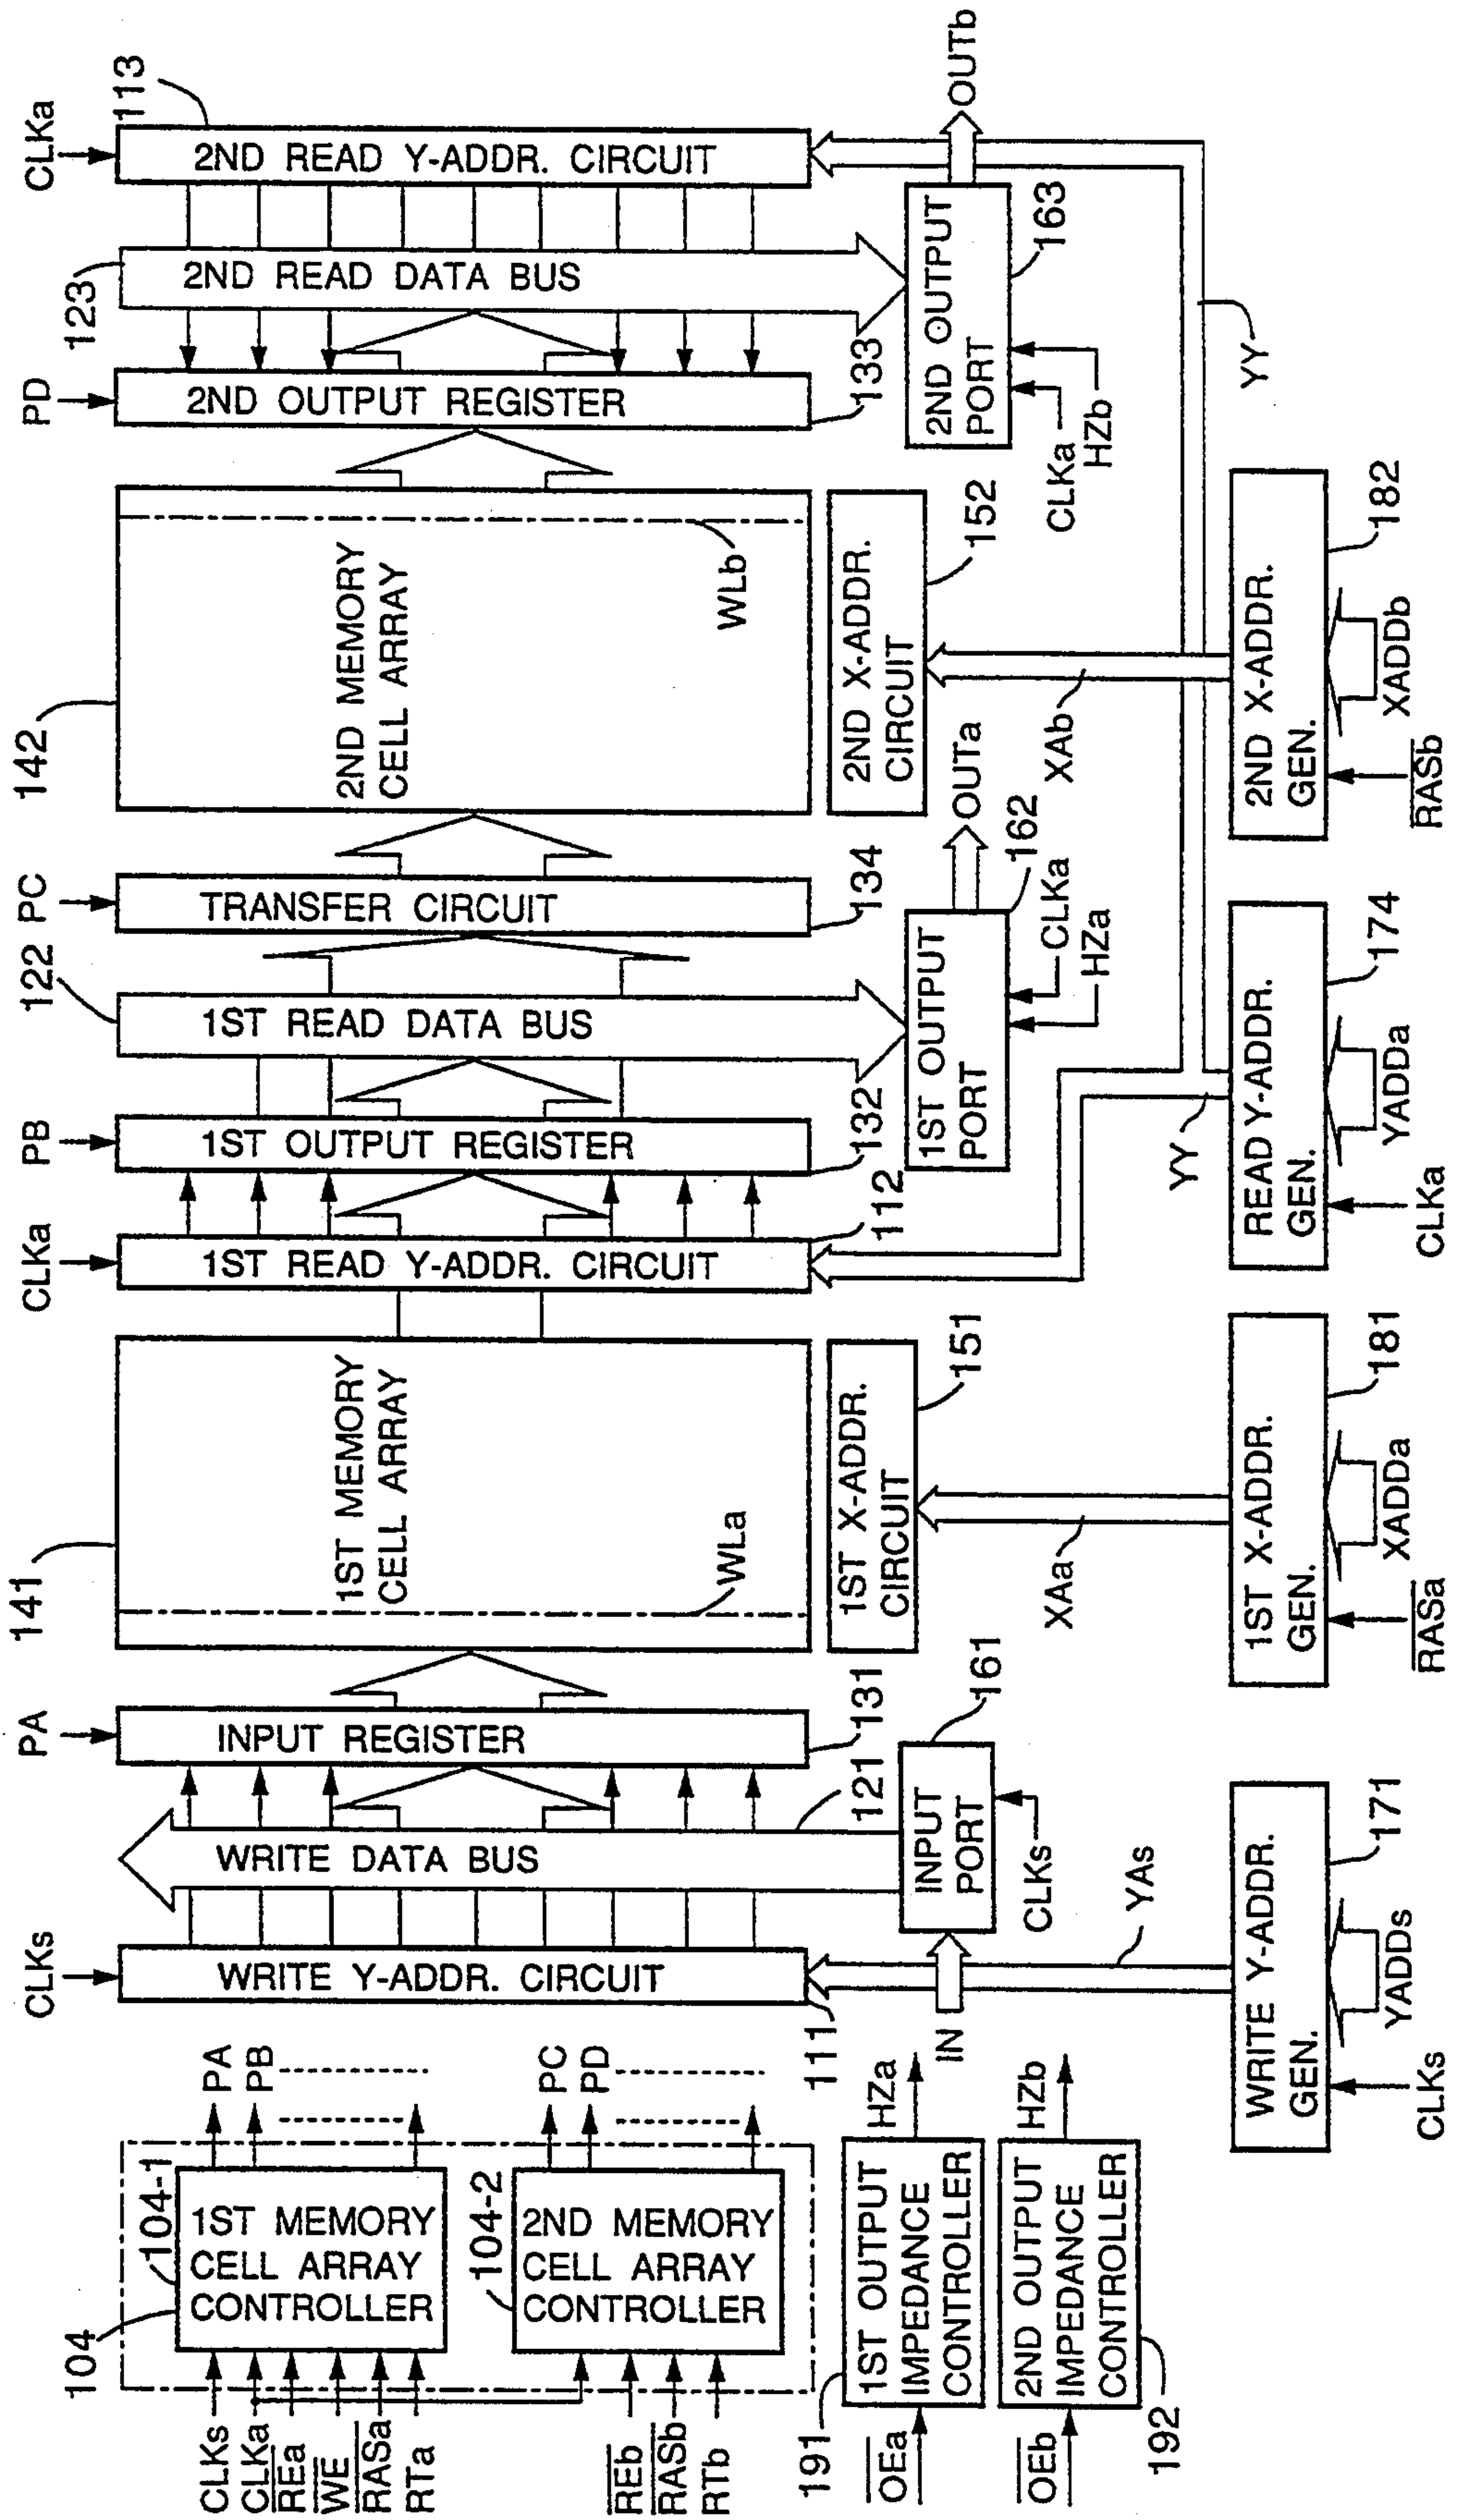 CLKs
PA
141
CLKa
PB
122
PC
142
PD
123
CLKa
113
104
104-1
1ST MEMORY
CELL ARRAY
CONTROLLER
CLKs
CLKa
REa
WE
RASa
RTa
PA
PB
104-2
2ND MEMORY
CELL ARRAY
CONTROLLER
REb
RASb
RTb
PC
PD
WRITE Y-ADDR. CIRCUIT
WRITE DATA BUS
INPUT REGISTER
1ST MEMORY
CELL ARRAY
WLa
1ST READ Y-ADDR. CIRCUIT
1ST OUTPUT REGISTER
1ST READ DATA BUS
TRANSFER CIRCUIT
2ND MEMORY
CELL ARRAY
WLb
2ND OUTPUT REGISTER
2ND READ DATA BUS
2ND READ Y-ADDR. CIRCUIT
111
121
131
112
132
134
133
191
1ST OUTPUT
IMPEDANCE
CONTROLLER
OEa
HZa
IN
INPUT
PORT
161
CLKs
1ST X-ADDR.
CIRCUIT
151
1ST OUTPUT
PORT
162
OUTa
CLKa
HZa
2ND X-ADDR.
CIRCUIT
152
2ND OUTPUT
PORT
163
OUTb
CLKa
HZb
2ND OUTPUT
IMPEDANCE
CONTROLLER
192
OEb
HZb
YAs
XAa
YY
XAb
YY
WRITE Y-ADDR.
GEN.
171
CLKs
YADDs
1ST X-ADDR.
GEN.
181
RASa
XADDa
READ Y-ADDR.
GEN.
174
CLKa
YADDa
2ND X-ADDR.
GEN.
182
RASb
XADDb